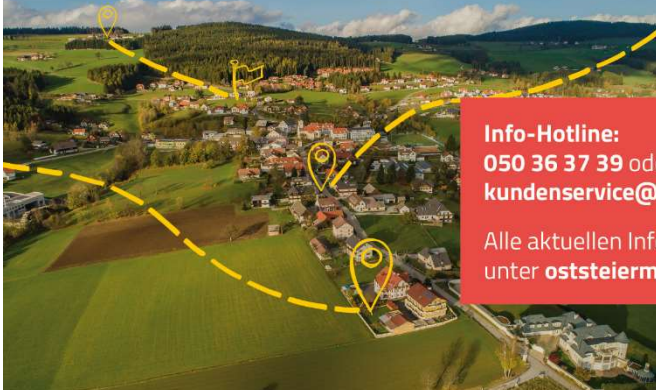 Info-Hotline:
050 36 37 39 od
kundenservice@
Alle aktuellen Inf
unter oststeierm